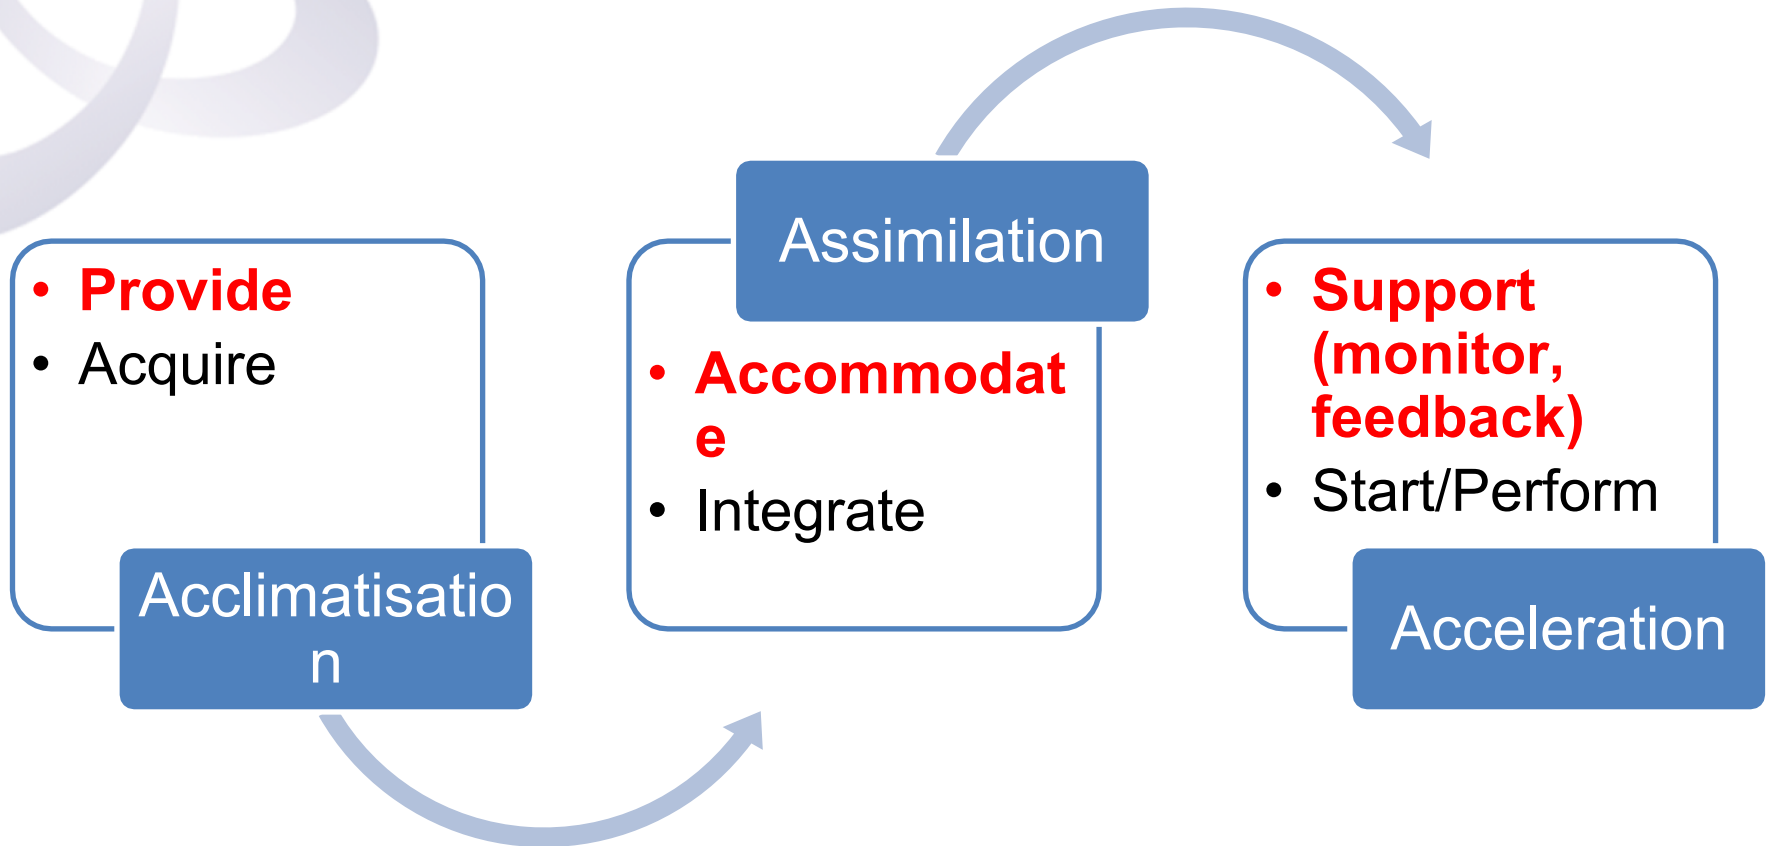 • Provide
• Acquire
Acclimatisatio
n
Assimilation
• Accommodat
e
• Integrate
• Support
(monitor,
feedback)
• Start/Perform
Acceleration